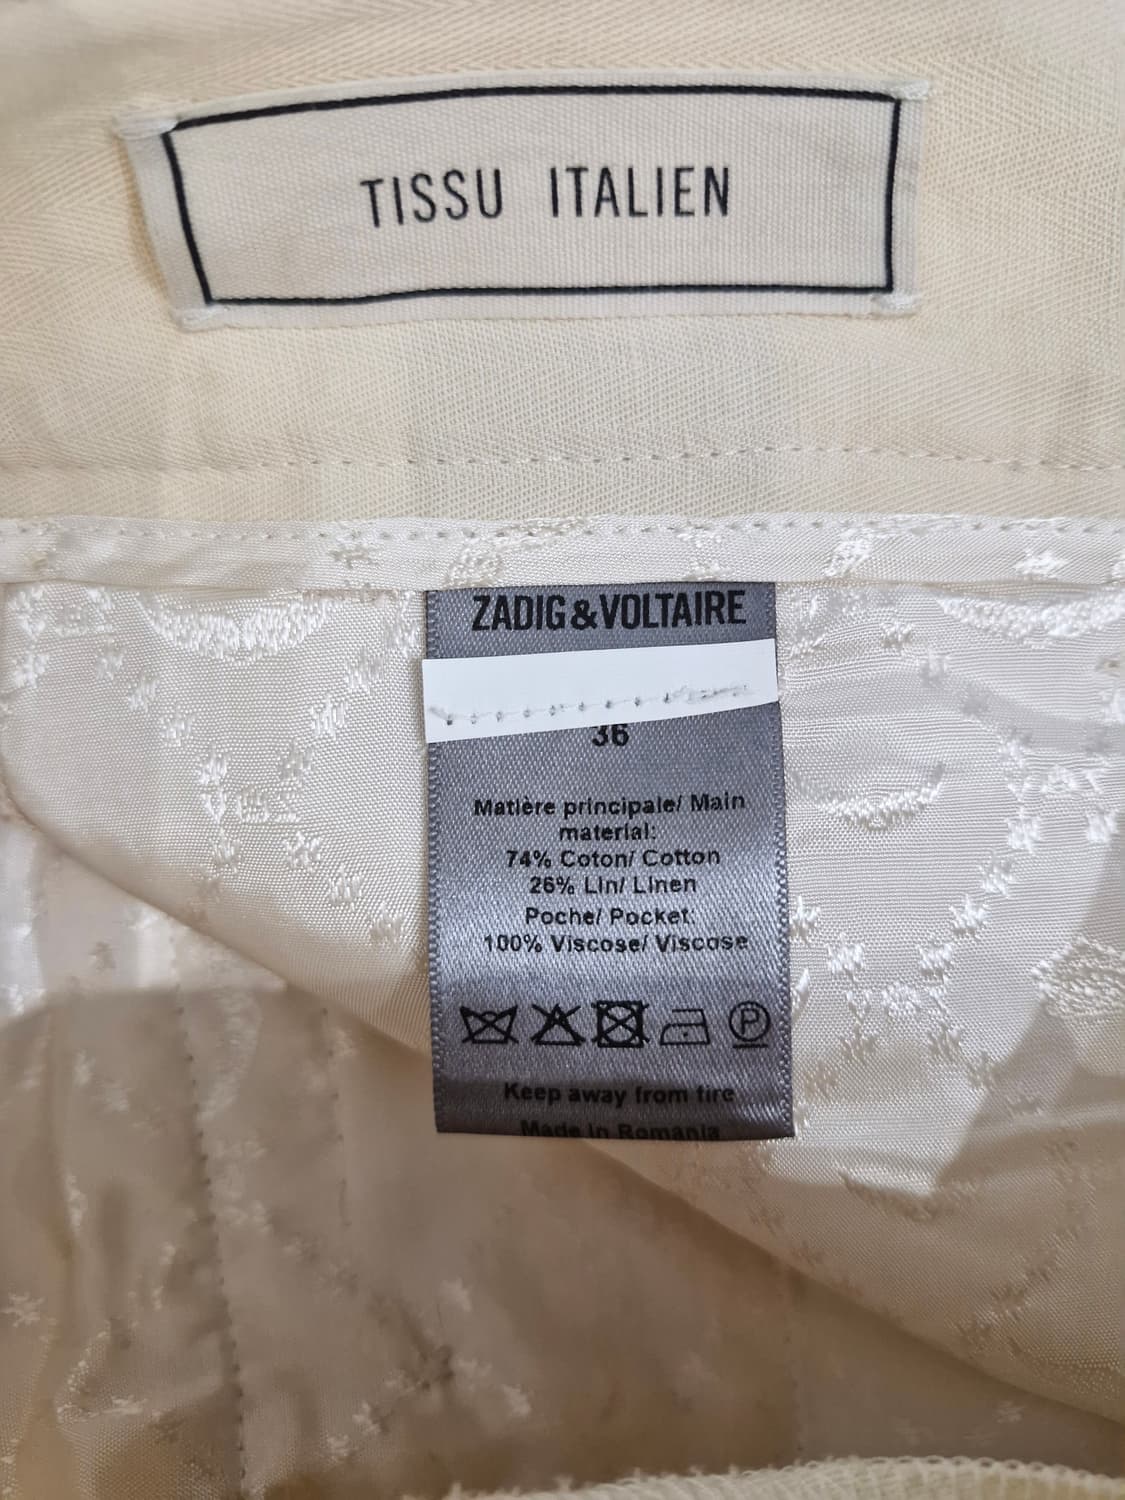 TISSU ITALIEN
ZADIG&VOLTAIRE
36
Matière principale/ Main
material:
74% Coton/ Cotton
26% Lin/ Linen
Poche/ Pocket:
100% Viscose/ Viscose
P
Keep away from fire
Made in Romania